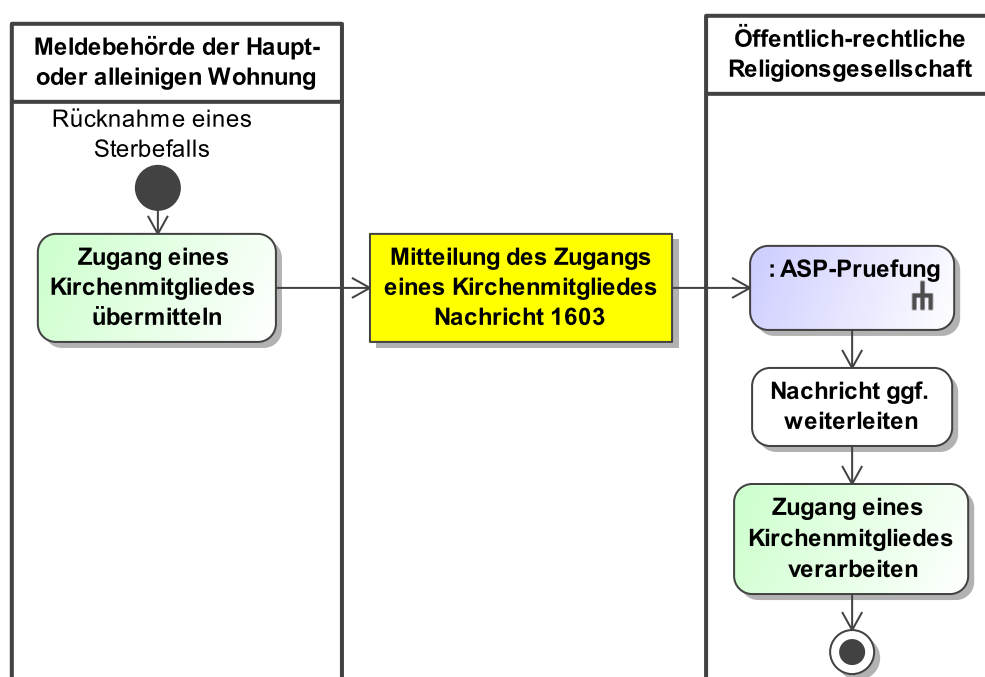 Meldebehörde der Haupt-
oder alleinigen Wohnung
Öffentlich-rechtliche
Religionsgesellschaft
Rücknahme eines
Sterbefalls
Zugang eines
Kirchenmitgliedes
übermitteln
Mitteilung des Zugangs
eines Kirchenmitgliedes
Nachricht 1603
: ASP-Pruefung
Nachricht ggf.
weiterleiten
Zugang eines
Kirchenmitgliedes
verarbeiten